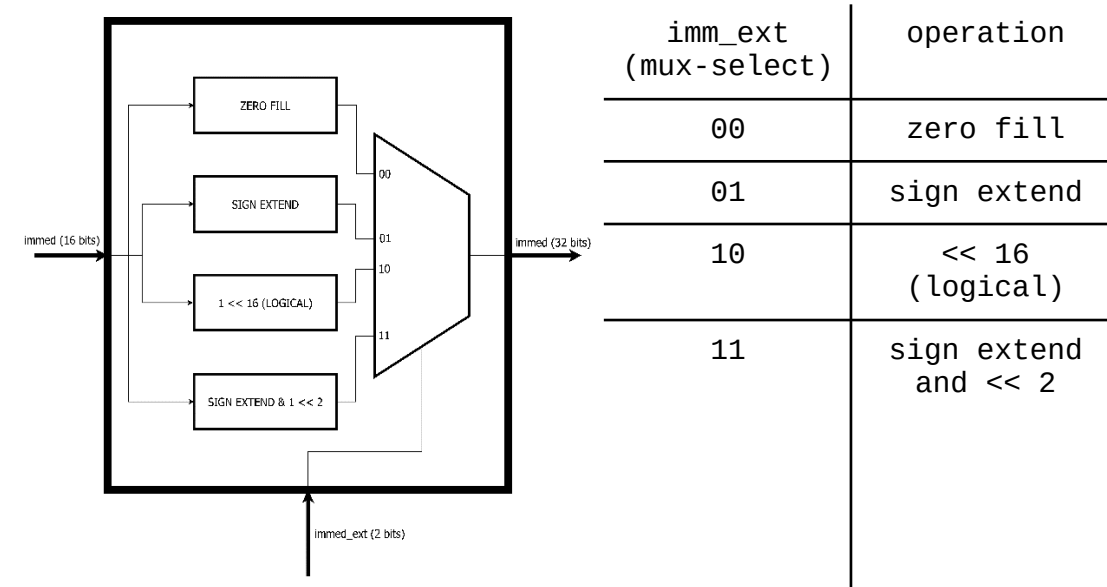 ZERO FILL
SIGN EXTEND
1 << 16 (LOGICAL)
SIGN EXTEND & 1 << 2
00
01
10
11
immed (16 bits)
immed (32 bits)
immed_ext (2 bits)
imm_ext
(mux-select)
operation
00
zero fill
01
sign extend
10
<< 16
(logical)
11
sign extend
and << 2